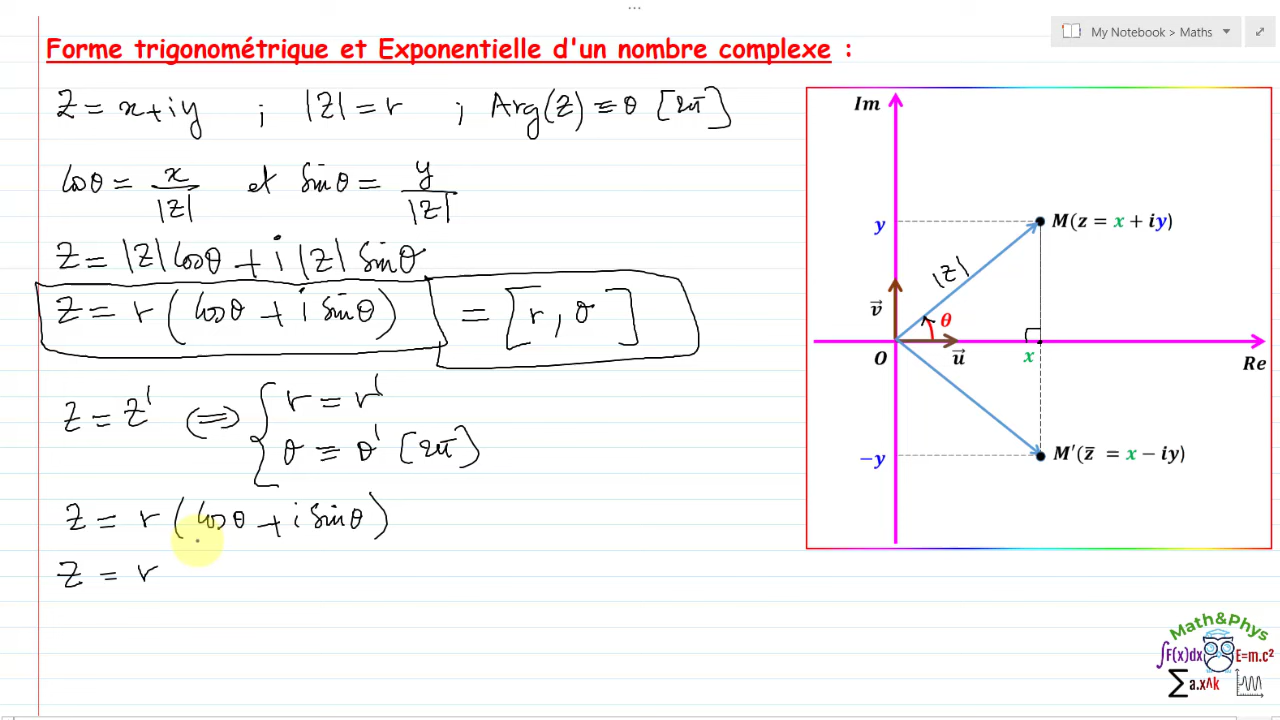 My Notebook > Maths
Forme trigonométrique et Exponentielle d'un nombre complexe :
Z = x + iy ; |Z| = r ; Arg(Z) ≡ θ [2π]
cosθ = x/|Z| et sinθ = y/|Z|
Z = |Z| cosθ + i |Z| sinθ
Z = r (cosθ + i sinθ) = [r, θ]
Z = Z' ⟺ { r = r'
θ ≡ θ' [2π]
Z = r (cosθ + i sinθ)
Z = r
Im
y
M(z = x + iy)
|Z|
v⃗
θ
O
u⃗
x
Re
−y
M'(z̅ = x − iy)
Math&Phys
∫F(x)dx E=m.c²
∑ a.x^k